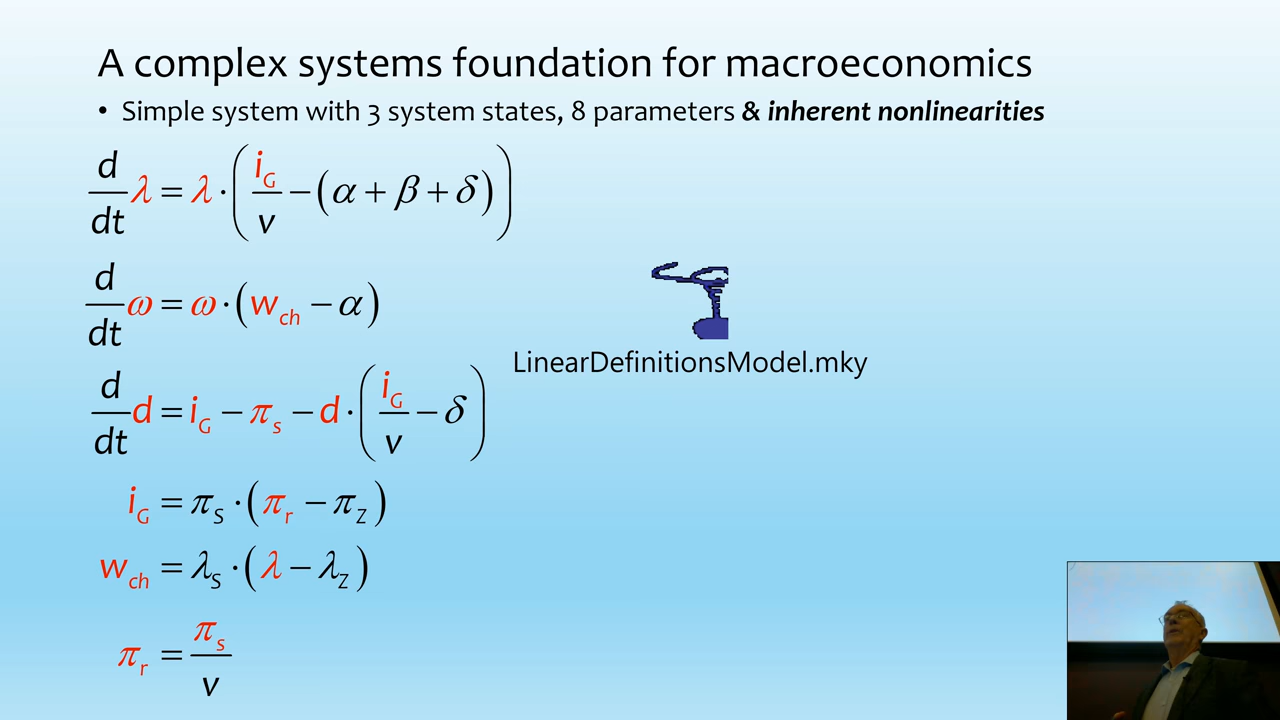 A complex systems foundation for macroeconomics
• Simple system with 3 system states, 8 parameters & inherent nonlinearities
d/dt λ = λ · ( i_G / v − ( α + β + δ ) )
d/dt ω = ω · ( w_ch − α )
LinearDefinitionsModel.mky
d/dt d = i_G − π_s − d · ( i_G / v − δ )
i_G = π_S · ( π_r − π_Z )
w_ch = λ_S · ( λ − λ_Z )
π_r = π_s / v